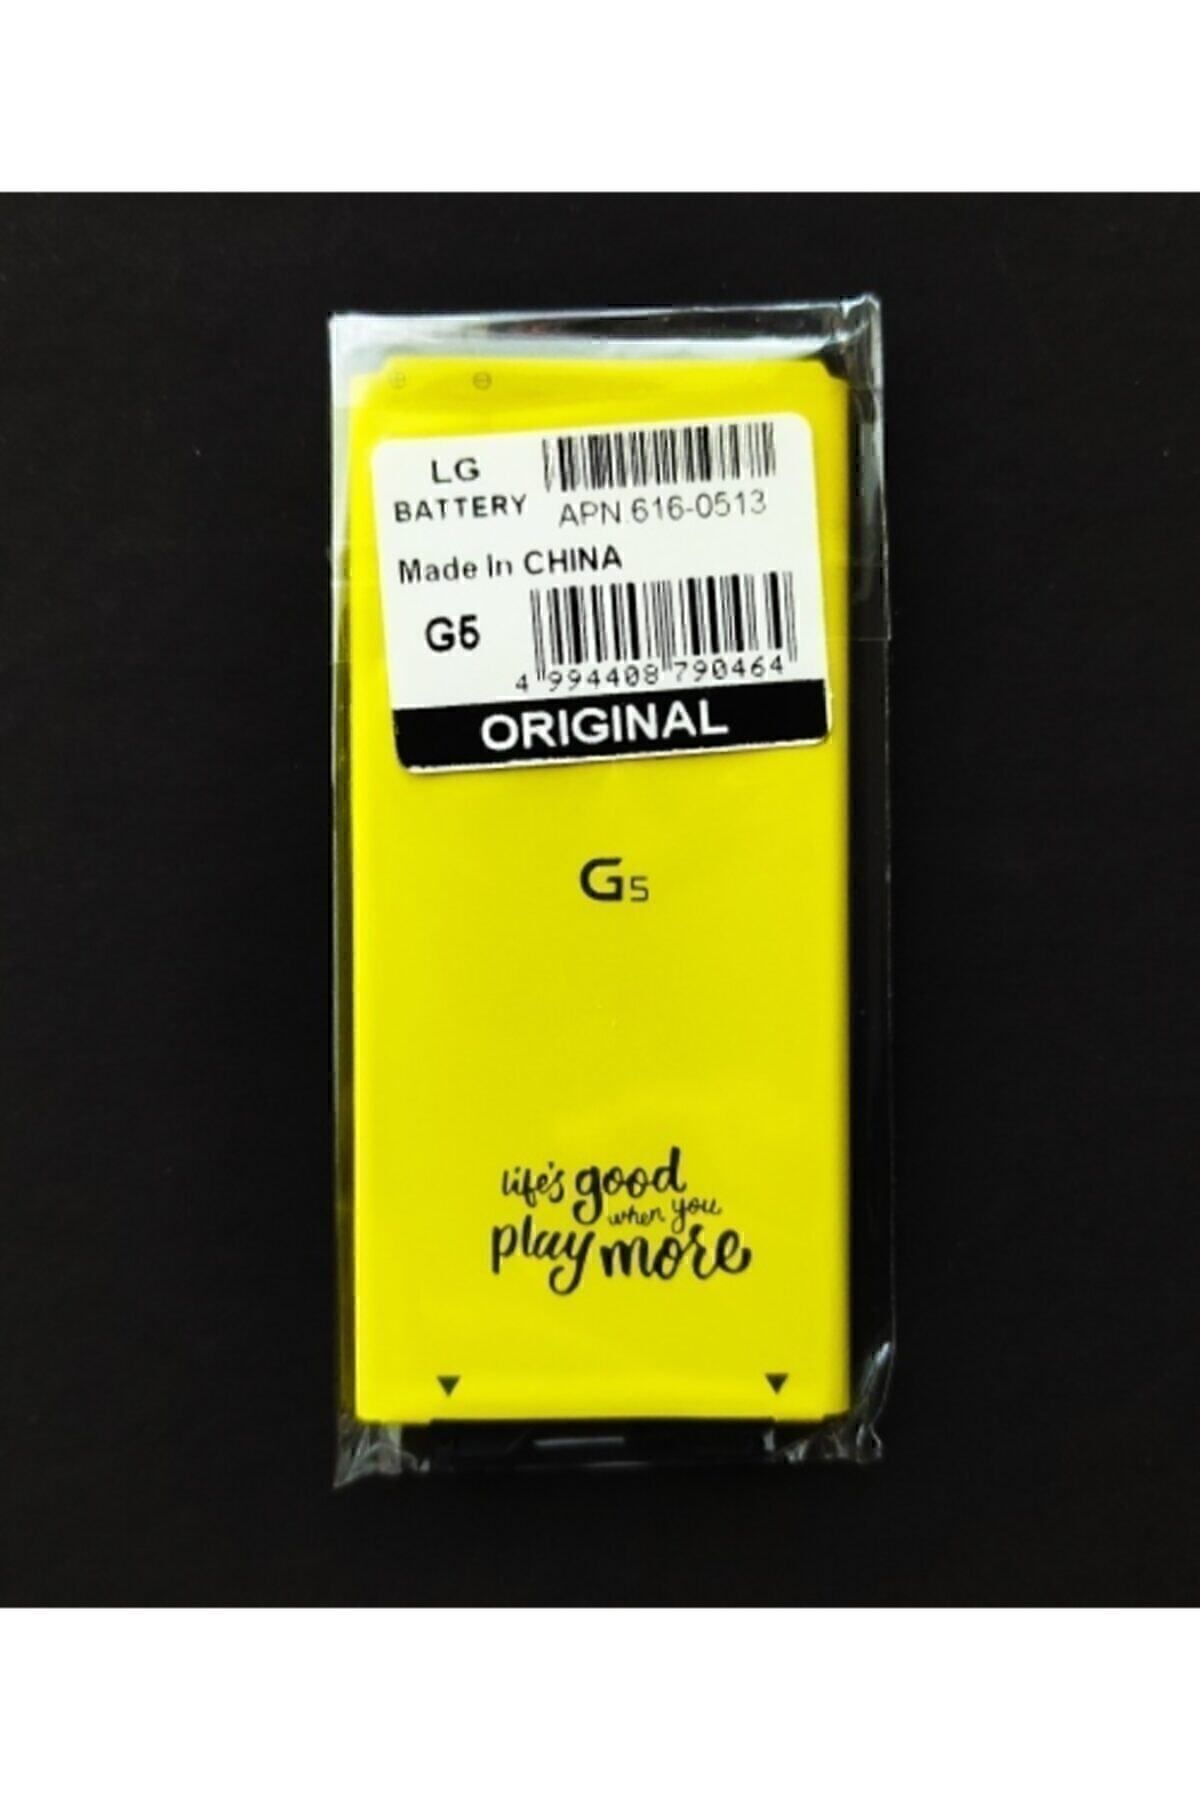 LG
BATTERY
APN.616-0513
Made In CHINA
G5
4 994408 790464
ORIGINAL
G5
life's good
when you
play more